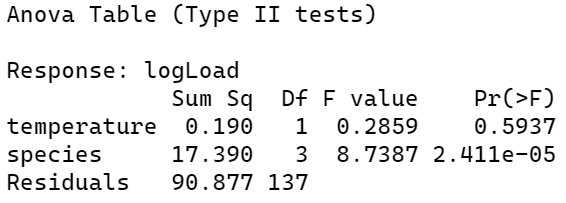 Anova Table (Type II tests)

Response: logLoad
            Sum Sq  Df F value    Pr(>F)
temperature  0.190   1  0.2859    0.5937
species     17.390   3  8.7387 2.411e-05
Residuals   90.877 137